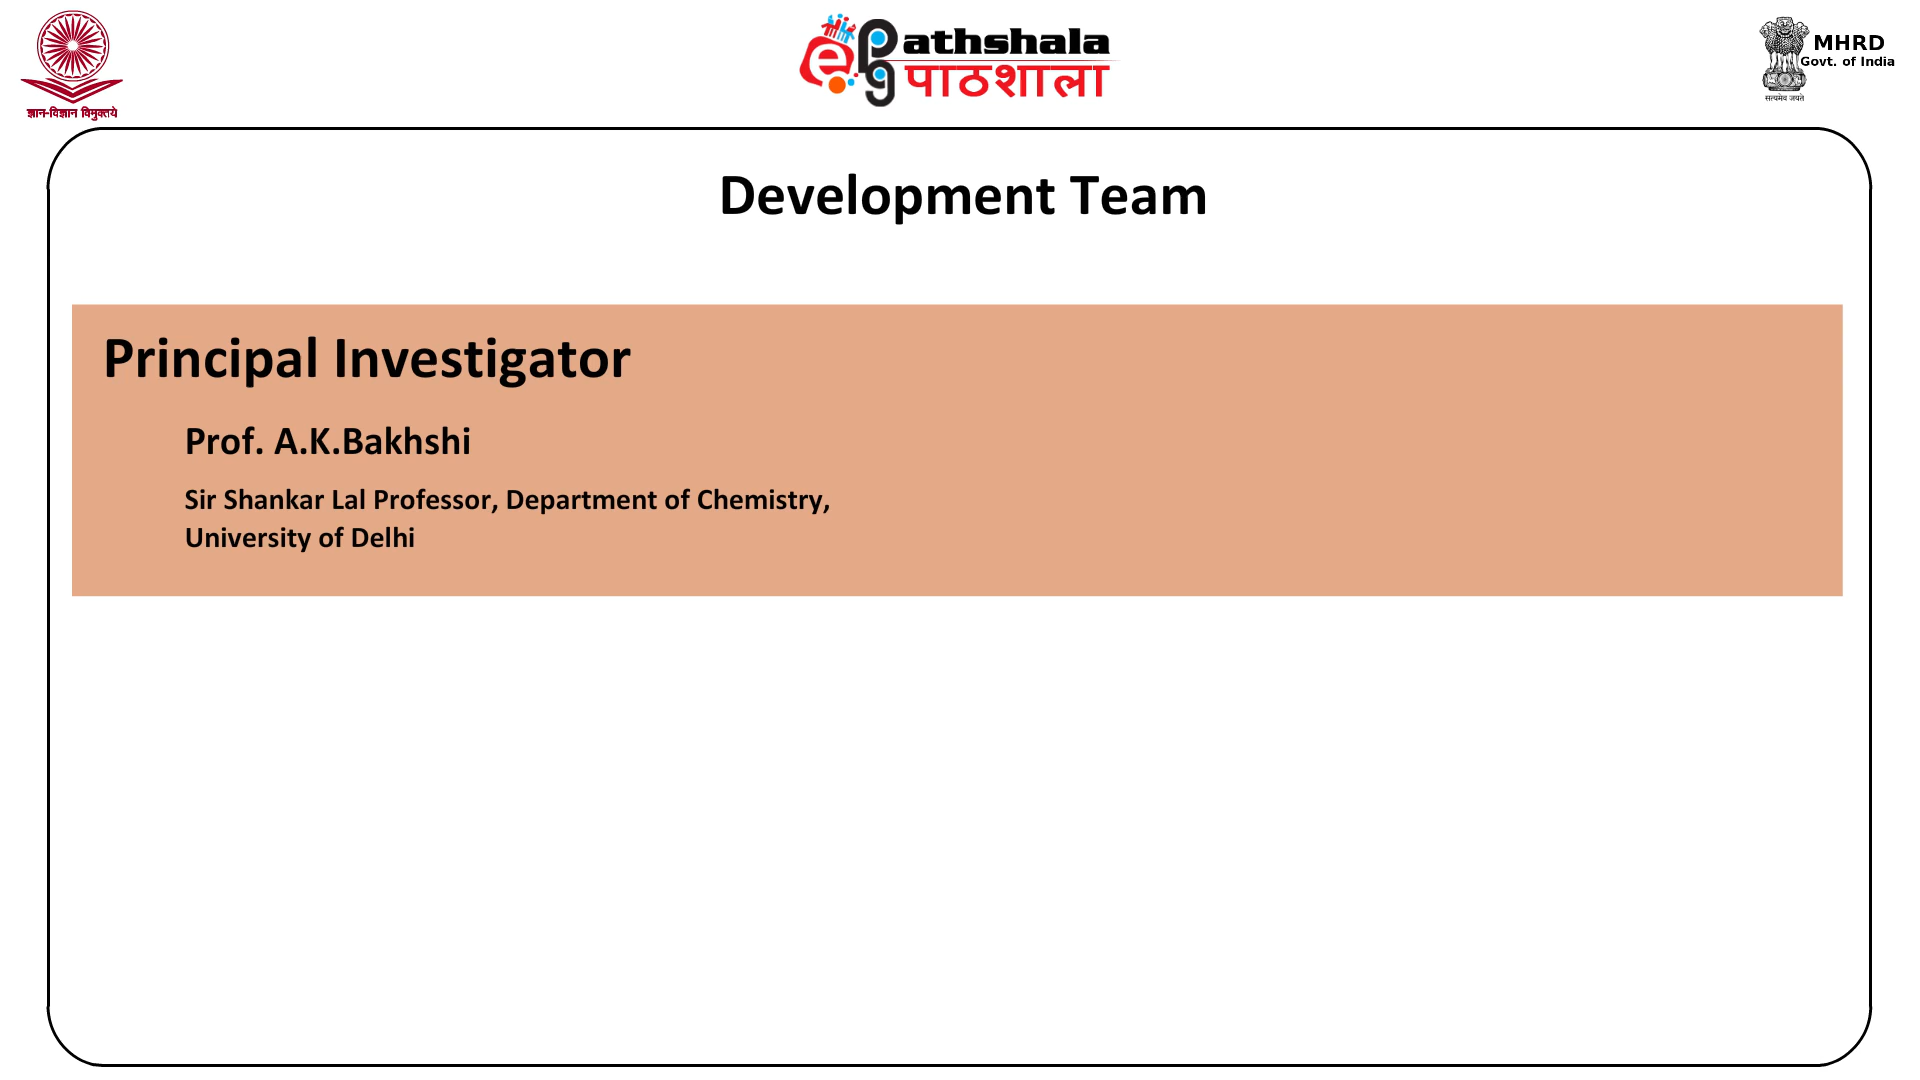 ज्ञान-विज्ञान विमुक्तये
e pg athshala
पाठशाला
MHRD
Govt. of India
सत्यमेव जयते
Development Team
Principal Investigator
Prof. A.K.Bakhshi
Sir Shankar Lal Professor, Department of Chemistry,
University of Delhi